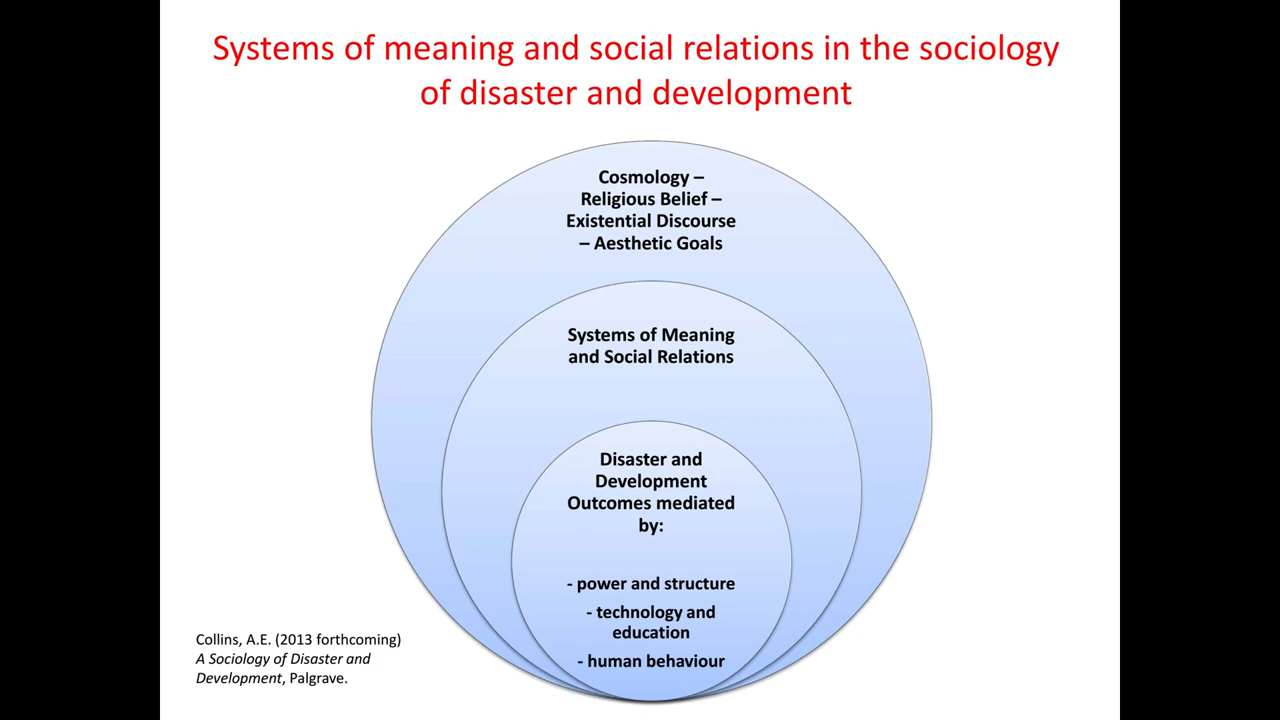 Systems of meaning and social relations in the sociology
of disaster and development
Cosmology –
Religious Belief –
Existential Discourse
– Aesthetic Goals
Systems of Meaning
and Social Relations
Disaster and
Development
Outcomes mediated
by:
- power and structure
- technology and
education
- human behaviour
Collins, A.E. (2013 forthcoming)
A Sociology of Disaster and
Development, Palgrave.